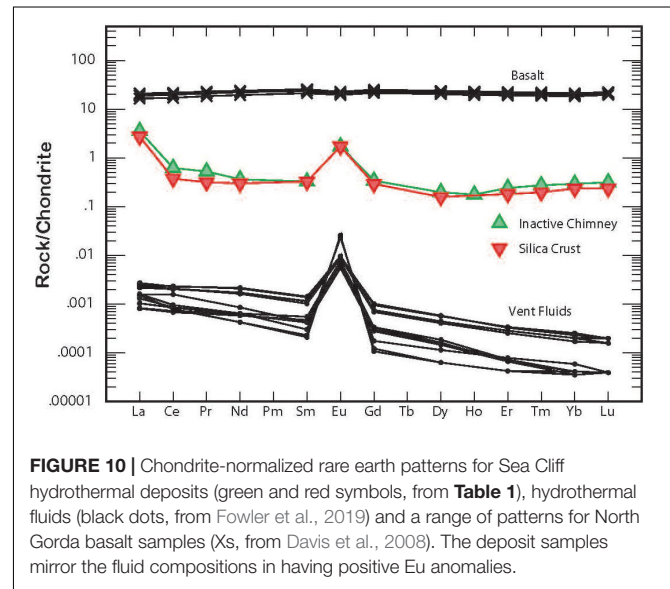 100
10
1
.1
.01
.001
.0001
.00001
Rock/Chondrite
Basalt
Inactive Chimney
Silica Crust
Vent Fluids
La Ce Pr Nd Pm Sm Eu Gd Tb Dy Ho Er Tm Yb Lu
FIGURE 10 | Chondrite-normalized rare earth patterns for Sea Cliff
hydrothermal deposits (green and red symbols, from Table 1), hydrothermal
fluids (black dots, from Fowler et al., 2019) and a range of patterns for North
Gorda basalt samples (Xs, from Davis et al., 2008). The deposit samples
mirror the fluid compositions in having positive Eu anomalies.